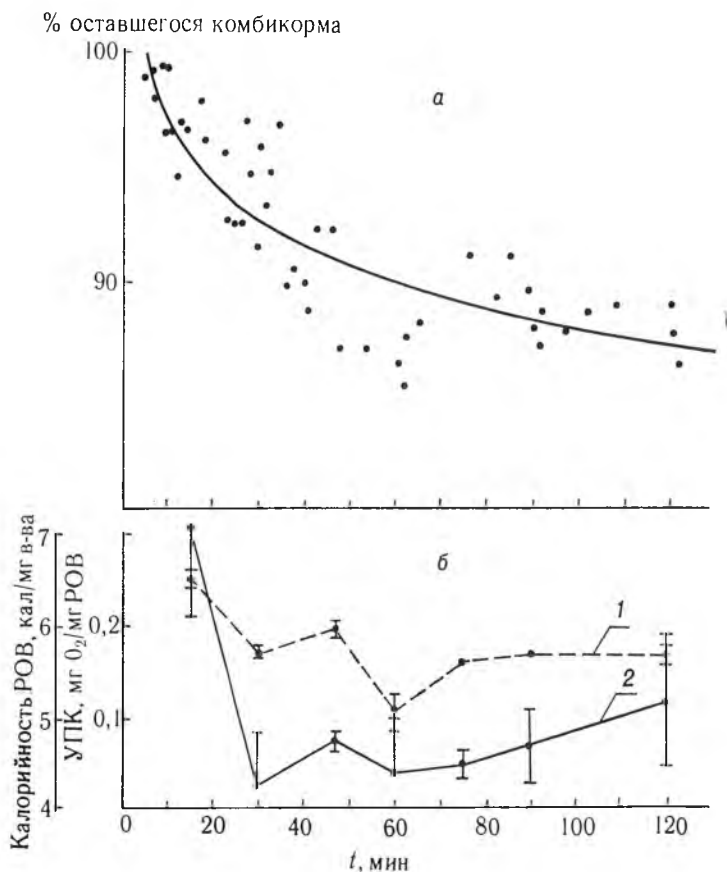 % оставшегося комбикорма
100
а
90
Калорийность РОВ, кал/мг в-ва
УПК, мг O₂/мг РОВ
7
6
5
4
0,2
0,1
б
1
2
0 20 40 60 80 100 120
t, мин